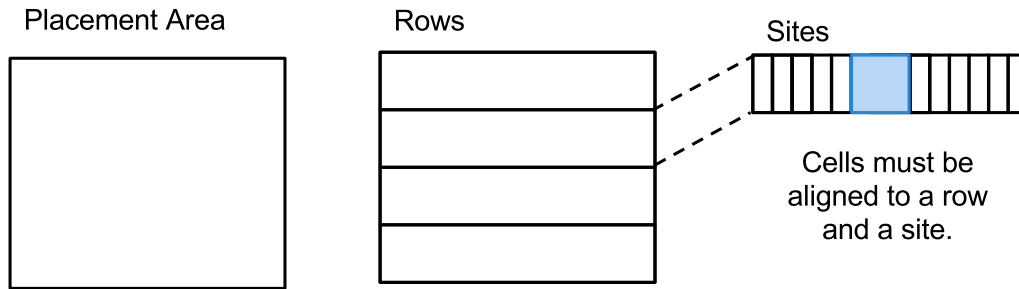 Placement Area
Rows
Sites
Cells must be
aligned to a row
and a site.